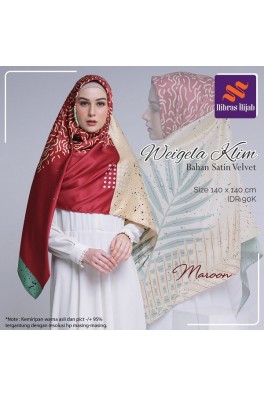 Nibras Hijab
Weigela Klim
Bahan Satin Velvet
Size 140 x 140 cm
IDR 90K
Maroon
*Note : Kemiripan warna asli dan pict -/+ 95%
tergantung dengan resolusi hp masing-masing.